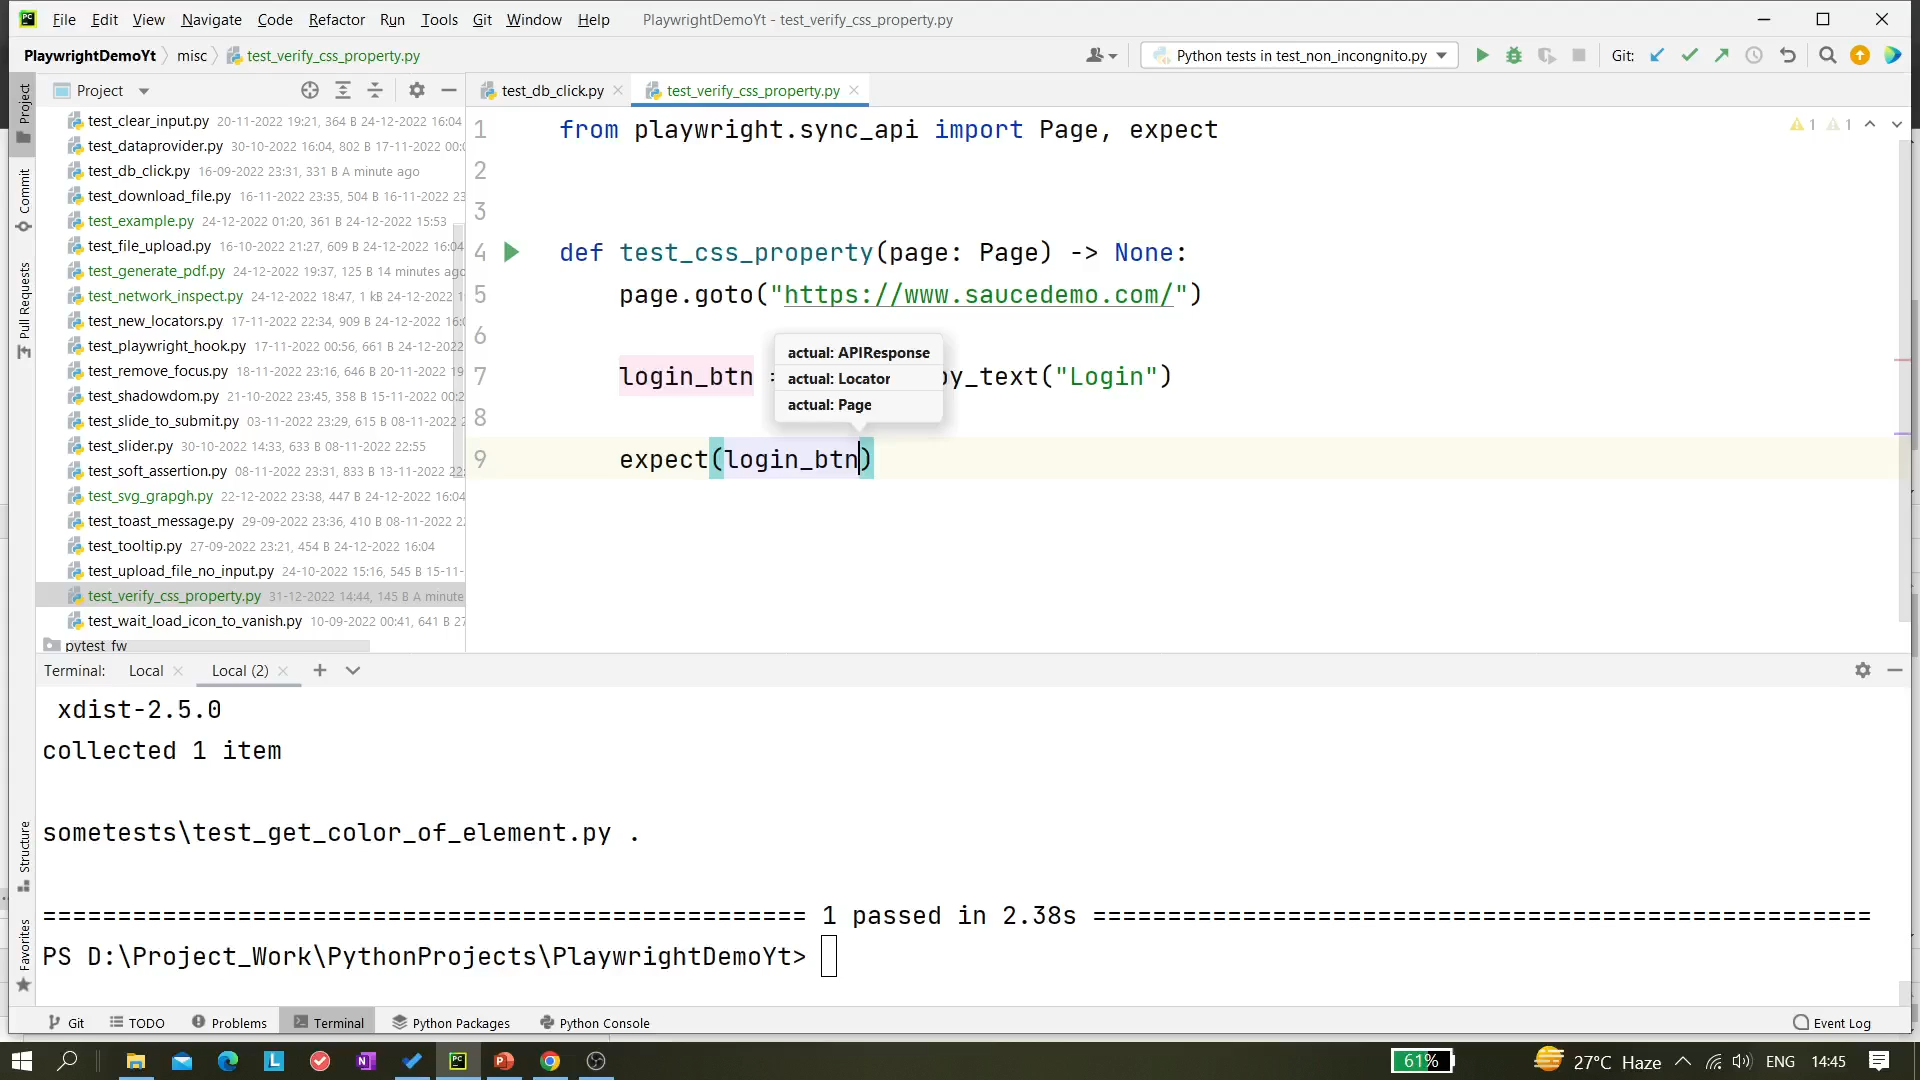 File Edit View Navigate Code Refactor Run Tools Git Window Help PlaywrightDemoYt - test_verify_css_property.py
PlaywrightDemoYt misc test_verify_css_property.py Python tests in test_non_incongnito.py Git:
Project test_db_click.py test_verify_css_property.py
test_clear_input.py 20-11-2022 19:21, 364 B 24-12-2022 16:04
test_dataprovider.py 30-10-2022 16:04, 802 B 17-11-2022 00:0
test_db_click.py 16-09-2022 23:31, 331 B A minute ago
test_download_file.py 16-11-2022 23:35, 504 B 16-11-2022 23
test_example.py 24-12-2022 01:20, 361 B 24-12-2022 15:53
test_file_upload.py 16-10-2022 21:27, 609 B 24-12-2022 16:04
test_generate_pdf.py 24-12-2022 19:37, 125 B 14 minutes ago
test_network_inspect.py 24-12-2022 18:47, 1 kB 24-12-2022 1
test_new_locators.py 17-11-2022 22:34, 909 B 24-12-2022 16:0
test_playwright_hook.py 17-11-2022 00:56, 661 B 24-12-2022
test_remove_focus.py 18-11-2022 23:16, 646 B 20-11-2022 19
test_shadowdom.py 21-10-2022 23:45, 358 B 15-11-2022 00:2
test_slide_to_submit.py 03-11-2022 23:29, 615 B 08-11-2022
test_slider.py 30-10-2022 14:33, 633 B 08-11-2022 22:55
test_soft_assertion.py 08-11-2022 23:31, 833 B 13-11-2022 22:
test_svg_grapgh.py 22-12-2022 23:38, 447 B 24-12-2022 16:04
test_toast_message.py 29-09-2022 23:36, 410 B 08-11-2022 2
test_tooltip.py 27-09-2022 23:21, 454 B 24-12-2022 16:04
test_upload_file_no_input.py 24-10-2022 15:16, 545 B 15-11-
test_verify_css_property.py 31-12-2022 14:44, 145 B A minute
test_wait_load_icon_to_vanish.py 10-09-2022 00:41, 641 B 27
pytest_fw
Project
Commit
Pull Requests
Structure
Favorites
1 from playwright.sync_api import Page, expect
2
3
4 def test_css_property(page: Page) -> None:
5 page.goto("https://www.saucedemo.com/")
6
7 login_btn = by_text("Login")
8
9 expect(login_btn)
actual: APIResponse
actual: Locator
actual: Page
1 1
Terminal: Local Local (2)
xdist-2.5.0
collected 1 item
sometests\test_get_color_of_element.py .
================================================== 1 passed in 2.38s ===================================================
PS D:\Project_Work\PythonProjects\PlaywrightDemoYt>
Git TODO Problems Terminal Python Packages Python Console Event Log
61% 27°C Haze ENG 14:45